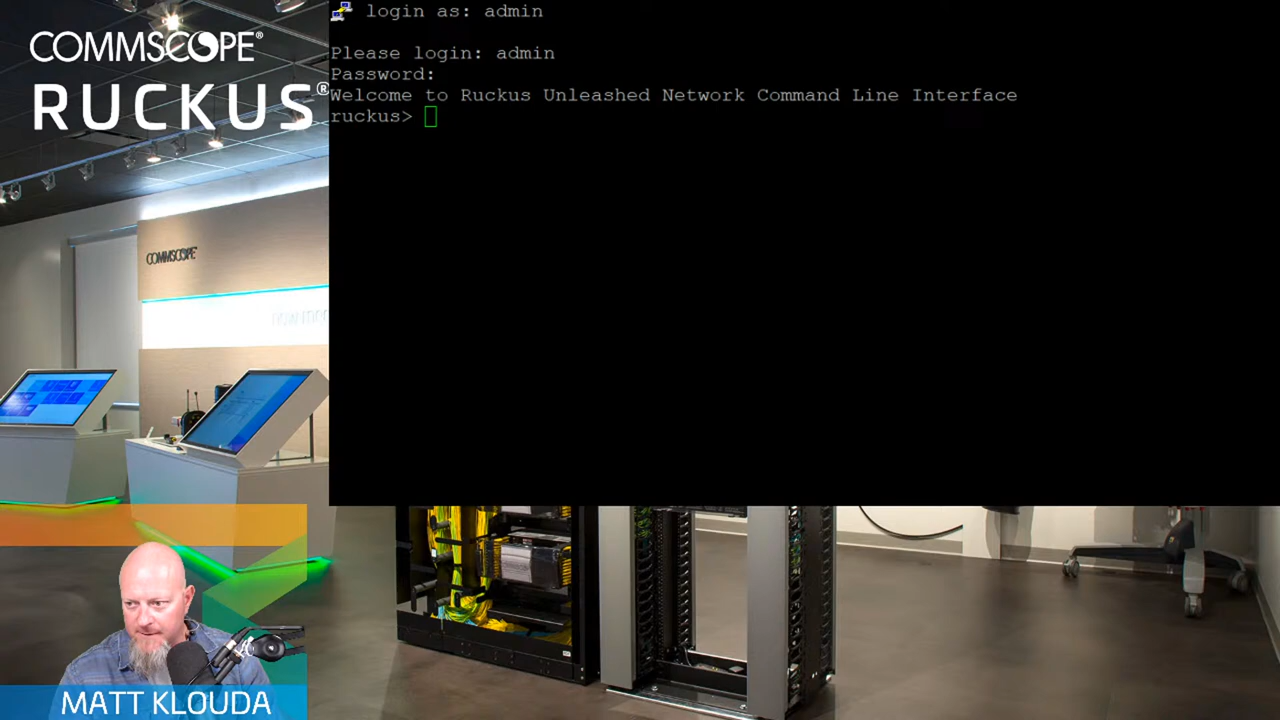 COMMSCOPE®
RUCKUS®
login as: admin
Please login: admin
Password:
Welcome to Ruckus Unleashed Network Command Line Interface
ruckus>
COMMSCOPE
MATT KLOUDA